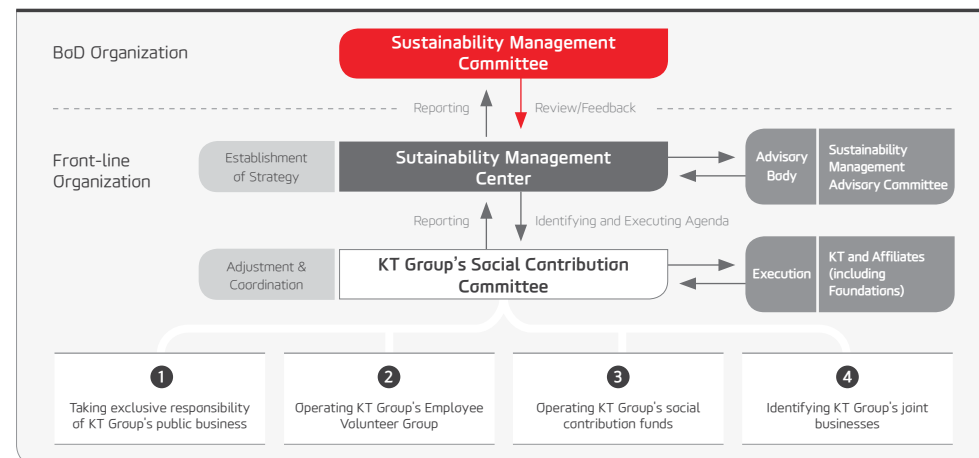 BoD Organization
Sustainability Management
Committee
Reporting
Review/Feedback
Front-line
Organization
Establishment
of Strategy
Sutainability Management
Center
Advisory
Body
Sustainability
Management
Advisory Committee
Reporting
Identifying and Executing Agenda
Adjustment &
Coordination
KT Group's Social Contribution
Committee
Execution
KT and Affiliates
(including
Foundations)
1
Taking exclusive responsibility
of KT Group's public business
2
Operating KT Group's Employee
Volunteer Group
3
Operating KT Group's social
contribution funds
4
Identifying KT Group's joint
businesses